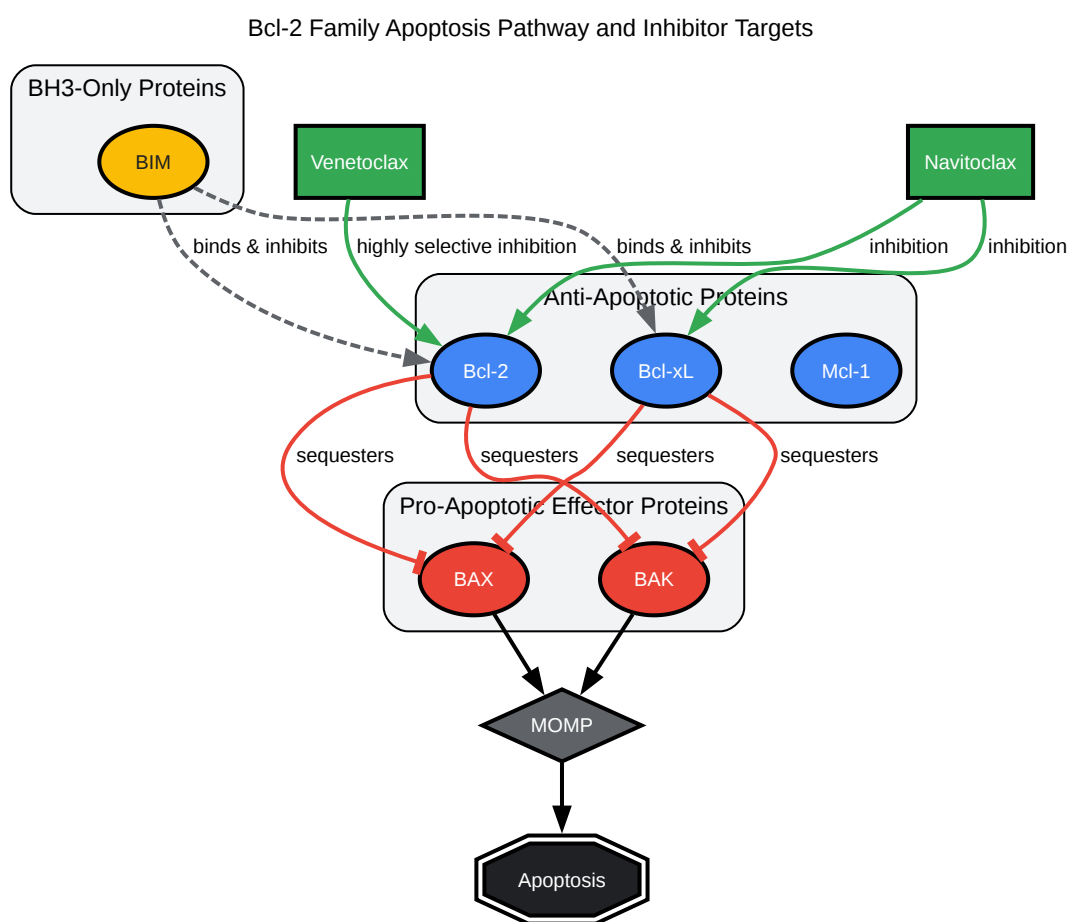 Bcl-2 Family Apoptosis Pathway and Inhibitor Targets
BH3-Only Proteins
BIM
Venetoclax
Navitoclax
binds & inhibits
highly selective inhibition
binds & inhibits
inhibition
inhibition
Anti-Apoptotic Proteins
Bcl-2
Bcl-xL
Mcl-1
sequesters
sequesters
sequesters
sequesters
Pro-Apoptotic Effector Proteins
BAX
BAK
MOMP
Apoptosis